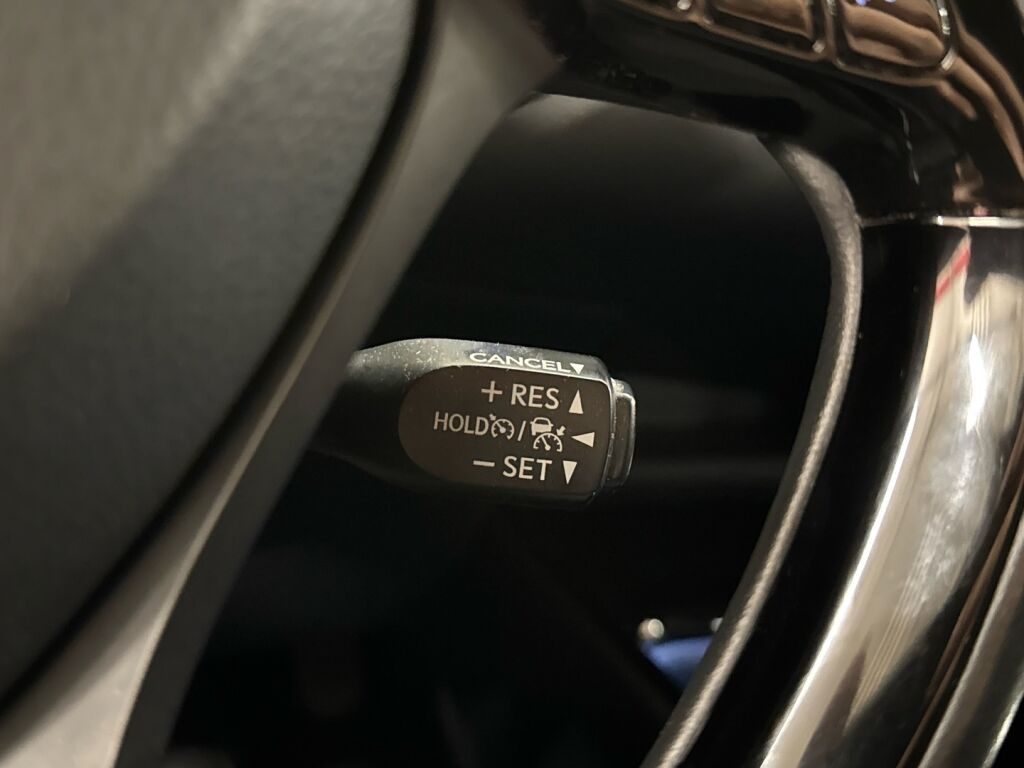 CANCEL▼
+ RES ▲
HOLD / ◀
− SET ▼